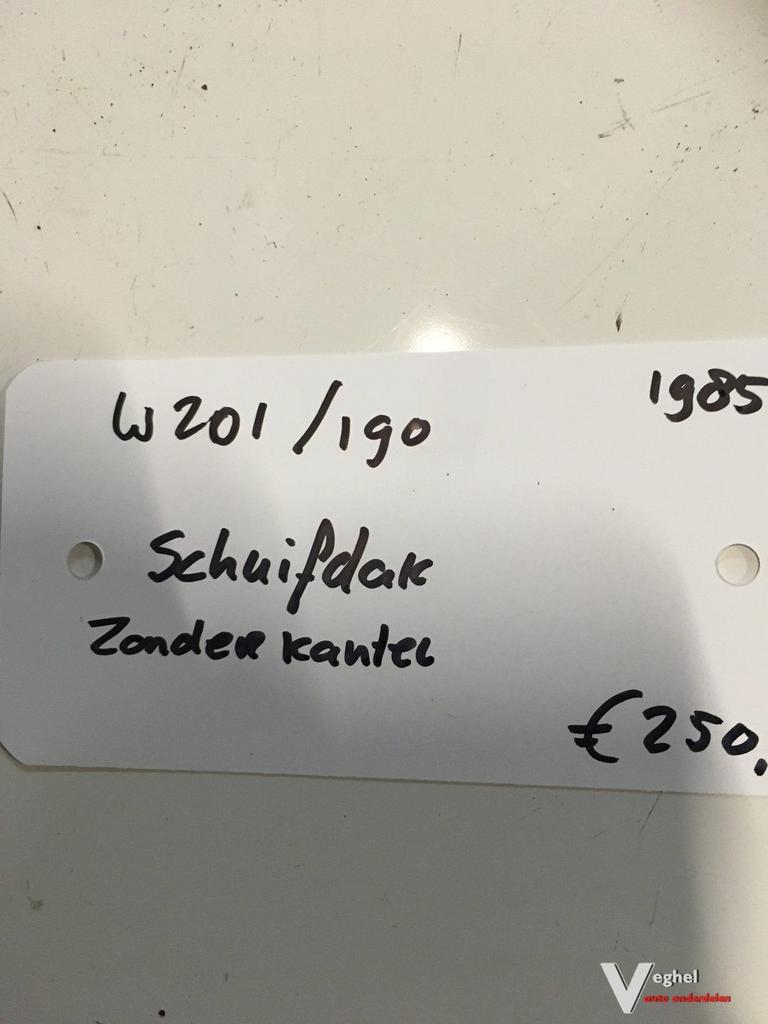 1985
W201/190
Schuifdak
Zonder kantel
€250,
Veghel
auto onderdelen